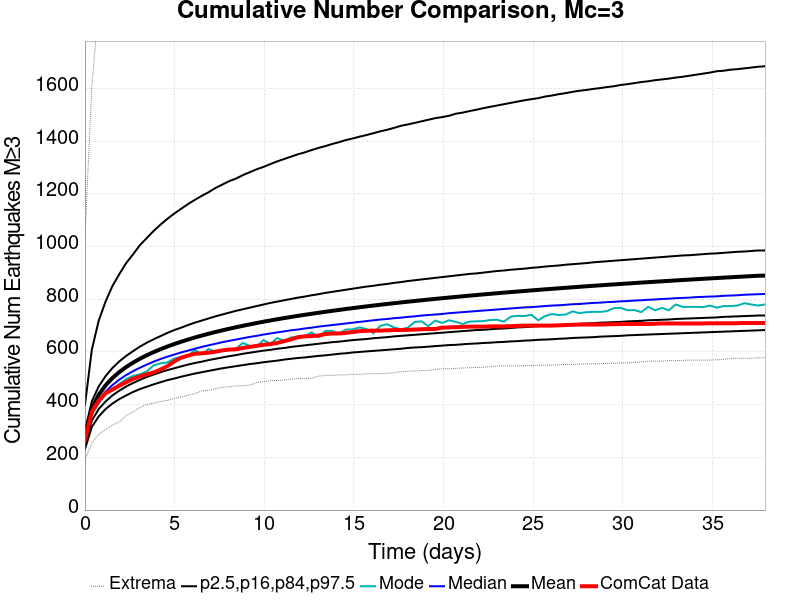 Cumulative Number Comparison, Mc=3
Cumulative Num Earthquakes M≥3
1600
1400
1200
1000
800
600
400
200
0
0 5 10 15 20 25 30 35
Time (days)
Extrema p2.5,p16,p84,p97.5 Mode Median Mean ComCat Data